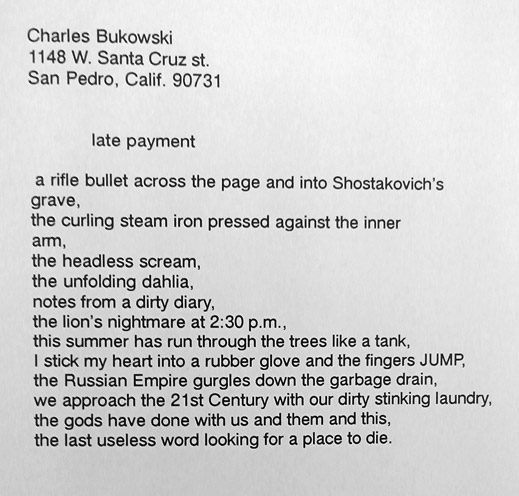 Charles Bukowski
1148 W. Santa Cruz st.
San Pedro, Calif. 90731
late payment
a rifle bullet across the page and into Shostakovich's
grave,
the curling steam iron pressed against the inner
arm,
the headless scream,
the unfolding dahlia,
notes from a dirty diary,
the lion's nightmare at 2:30 p.m.,
this summer has run through the trees like a tank,
I stick my heart into a rubber glove and the fingers JUMP,
the Russian Empire gurgles down the garbage drain,
we approach the 21st Century with our dirty stinking laundry,
the gods have done with us and them and this,
the last useless word looking for a place to die.